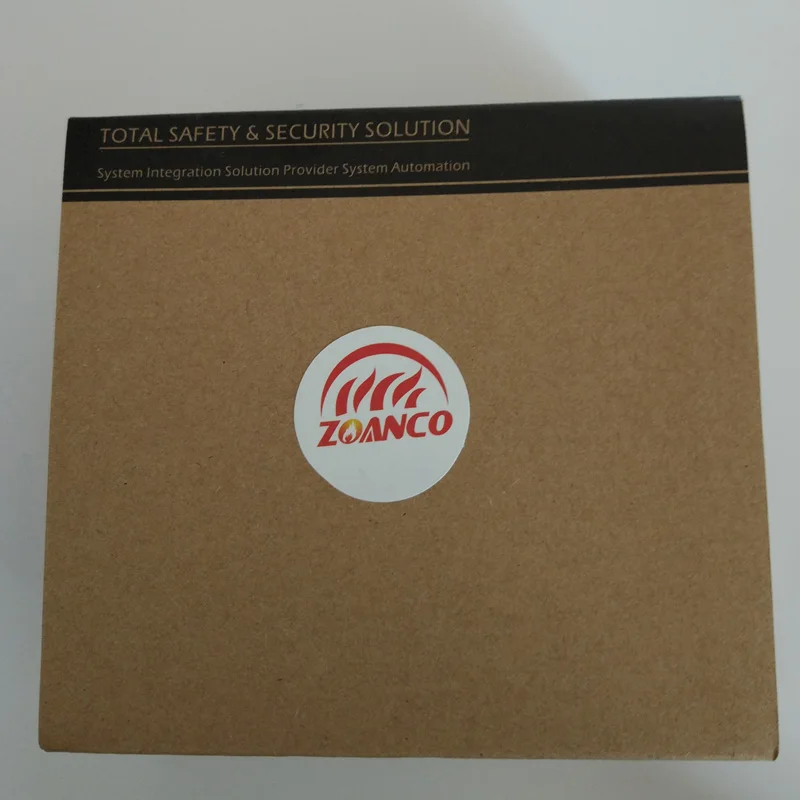 TOTAL SAFETY & SECURITY SOLUTION
System Integration Solution Provider System Automation
ZOANCO